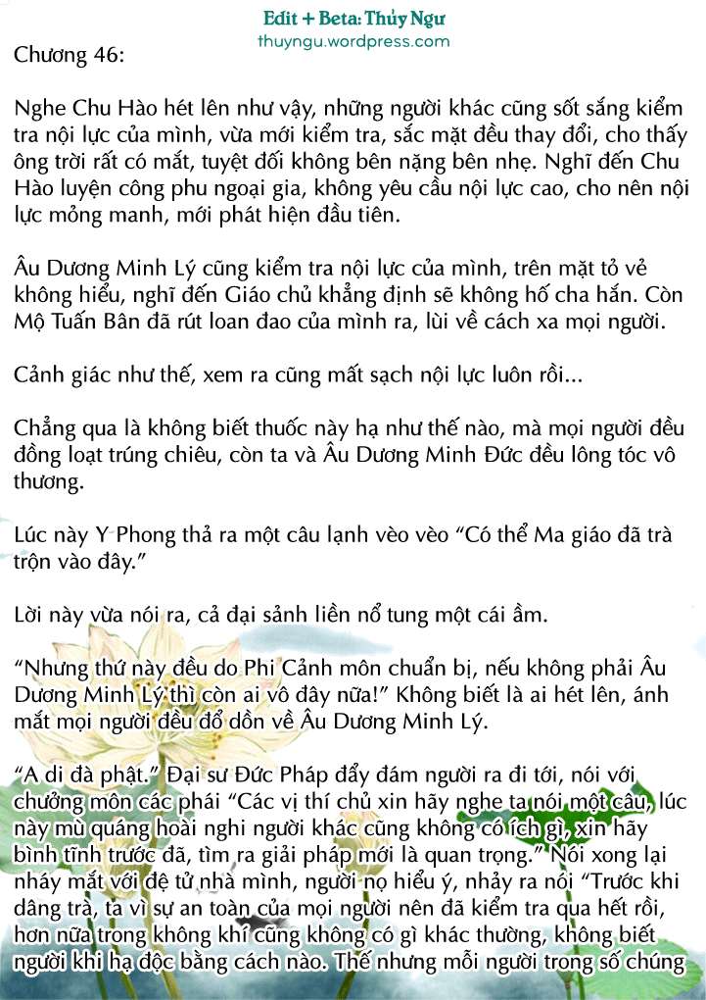 Edit + Beta: Thủy Ngư
thuyngu.wordpress.com
Chương 46:
Nghe Chu Hào hét lên như vậy, những người khác cũng sốt sắng kiểm
tra nội lực của mình, vừa mới kiểm tra, sắc mặt đều thay đổi, cho thấy
ông trời rất có mắt, tuyệt đối không bên nặng bên nhẹ. Nghĩ đến Chu
Hào luyện công phu ngoại gia, không yêu cầu nội lực cao, cho nên nội
lực mỏng manh, mới phát hiện đầu tiên.
Âu Dương Minh Lý cũng kiểm tra nội lực của mình, trên mặt tỏ vẻ
không hiểu, nghĩ đến Giáo chủ khẳng định sẽ không hố cha hắn. Còn
Mộ Tuấn Bân đã rút loan đao của mình ra, lùi về cách xa mọi người.
Cảnh giác như thế, xem ra cũng mất sạch nội lực luôn rồi...
Chẳng qua là không biết thuốc này hạ như thế nào, mà mọi người đều
đồng loạt trúng chiêu, còn ta và Âu Dương Minh Đức đều lông tóc vô
thương.
Lúc này Y Phong thả ra một câu lạnh vèo vèo “Có thể Ma giáo đã trà
trộn vào đây.”
Lời này vừa nói ra, cả đại sảnh liền nổ tung một cái ầm.
“Nhưng thứ này đều do Phi Cảnh môn chuẩn bị, nếu không phải Âu
Dương Minh Lý thì còn ai vô đây nữa!” Không biết là ai hét lên, ánh
mắt mọi người đều đổ dồn về Âu Dương Minh Lý.
“A di đà phật.” Đại sư Đức Pháp đẩy đám người ra đi tới, nói với
chưởng môn các phái “Các vị thí chủ xin hãy nghe ta nói một câu, lúc
này mù quáng hoài nghi người khác cũng không có ích gì, xin hãy
bình tĩnh trước đã, tìm ra giải pháp mới là quan trọng.” Nói xong lại
nháy mắt với đệ tử nhà mình, người nọ hiểu ý, nhảy ra nói “Trước khi
dâng trà, ta vì sự an toàn của mọi người nên đã kiểm tra qua hết rồi,
hơn nữa trong không khí cũng không có gì khác thường, không biết
người khi hạ độc bằng cách nào. Thế nhưng mỗi người trong số chúng